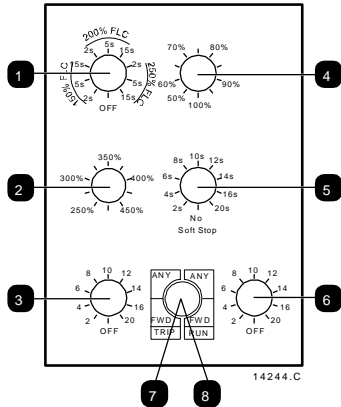 200% FLC
2s 5s 15s
150% FLC
15s 5s 2s
250% FLC
2s 5s 15s
OFF
1
70% 80%
60% 90%
50% 100%
4
350%
300% 400%
250% 450%
2
8s 10s 12s
6s 14s
4s 16s
2s 20s
No
Soft Stop
5
8 10 12
6 14
4 16
2 20
OFF
3
ANY ANY
FWD FWD
TRIP RUN
8 10 12
6 14
4 16
2 20
OFF
6
7 8
14244.C